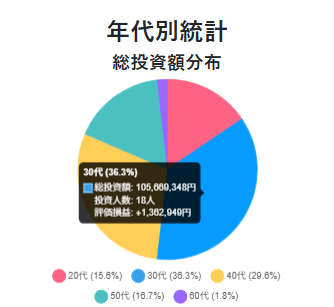 年代別統計
総投資額分布
30代 (36.3%)
総投資額: 105,669,348円
投資人数: 18人
評価損益: +1,362,949円
20代 (15.6%) 30代 (36.3%) 40代 (29.6%)
50代 (16.7%) 60代 (1.8%)